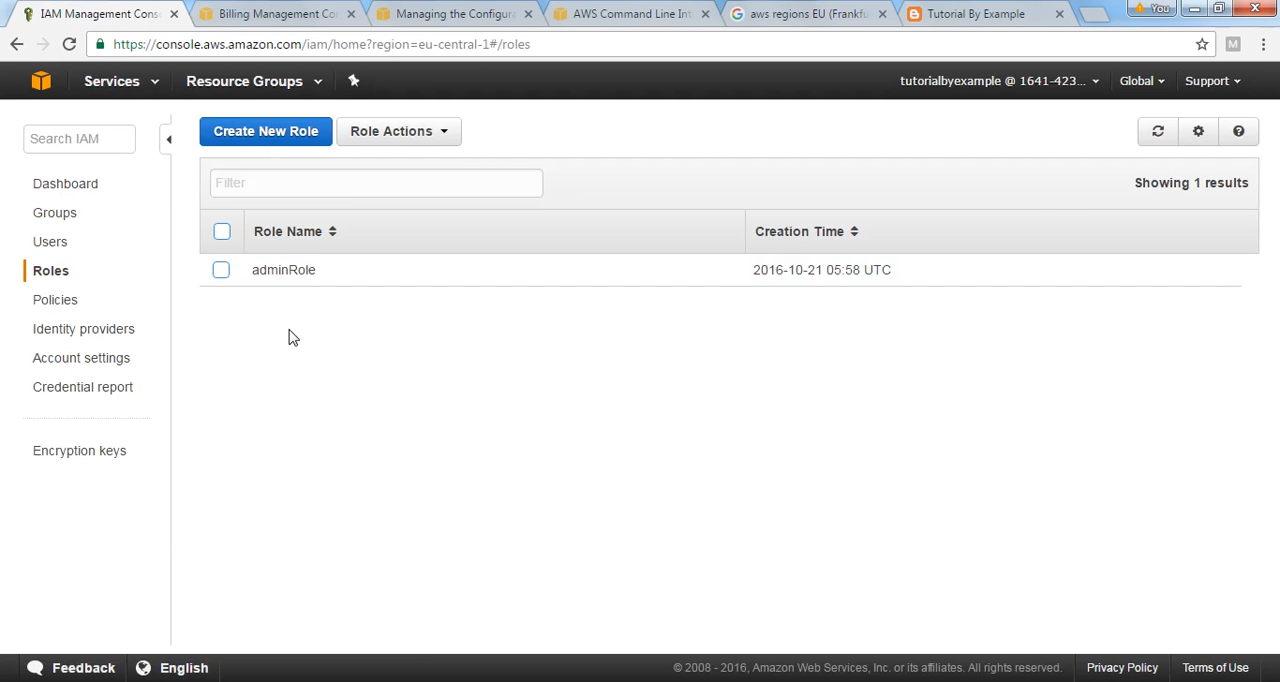 IAM Management Cons
Billing Management Co
Managing the Configur
AWS Command Line Int
aws regions EU (Frankfu
Tutorial By Example
You
https://console.aws.amazon.com/iam/home?region=eu-central-1#/roles
M
Services
Resource Groups
tutorialbyexample @ 1641-423...
Global
Support
Search IAM
Create New Role
Role Actions
Filter
Showing 1 results
Dashboard
Groups
Users
Roles
Policies
Identity providers
Account settings
Credential report
Encryption keys
Role Name
Creation Time
adminRole
2016-10-21 05:58 UTC
Feedback
English
© 2008 - 2016, Amazon Web Services, Inc. or its affiliates. All rights reserved.
Privacy Policy
Terms of Use